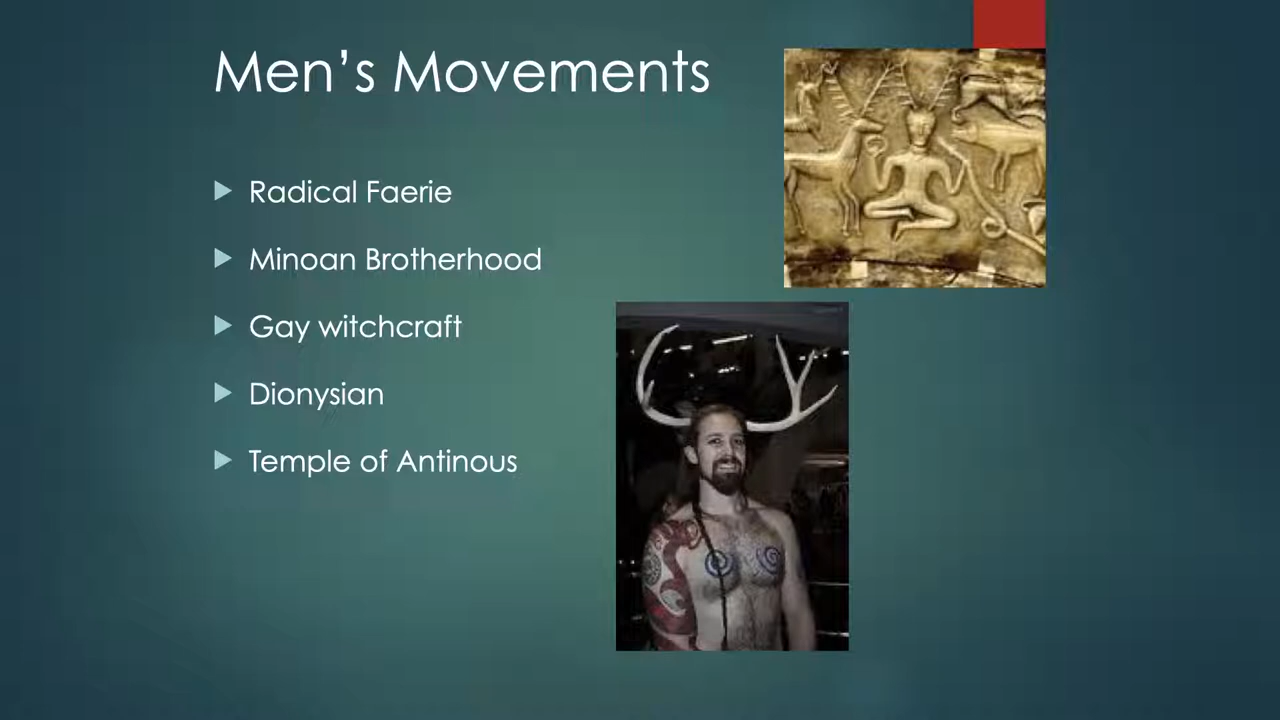 Men’s Movements
Radical Faerie
Minoan Brotherhood
Gay witchcraft
Dionysian
Temple of Antinous